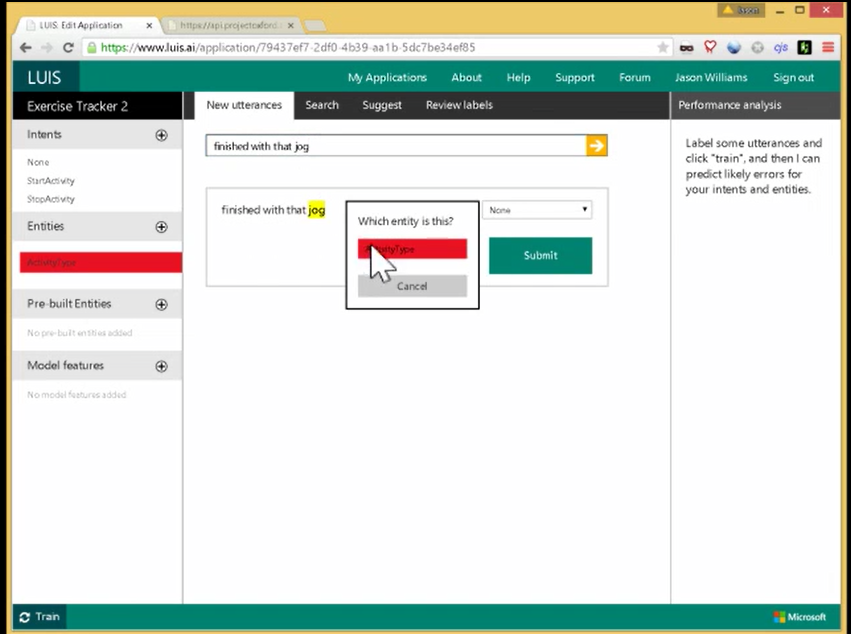 Jason
LUIS: Edit Application
https://api.projectoxford.
https://www.luis.ai/application/79437ef7-2df0-4b39-aa1b-5dc7be34ef85
cjs
LUIS
My Applications
About
Help
Support
Forum
Jason Williams
Sign out
Exercise Tracker 2
New utterances
Search
Suggest
Review labels
Performance analysis
Intents
None
StartActivity
StopActivity
Entities
ActivityType
Pre-built Entities
No pre-built entities added
Model features
No model features added
finished with that jog
finished with that jog
Which entity is this?
ActivityType
Cancel
None
Submit
Label some utterances and
click "train", and then I can
predict likely errors for
your intents and entities.
Train
Microsoft